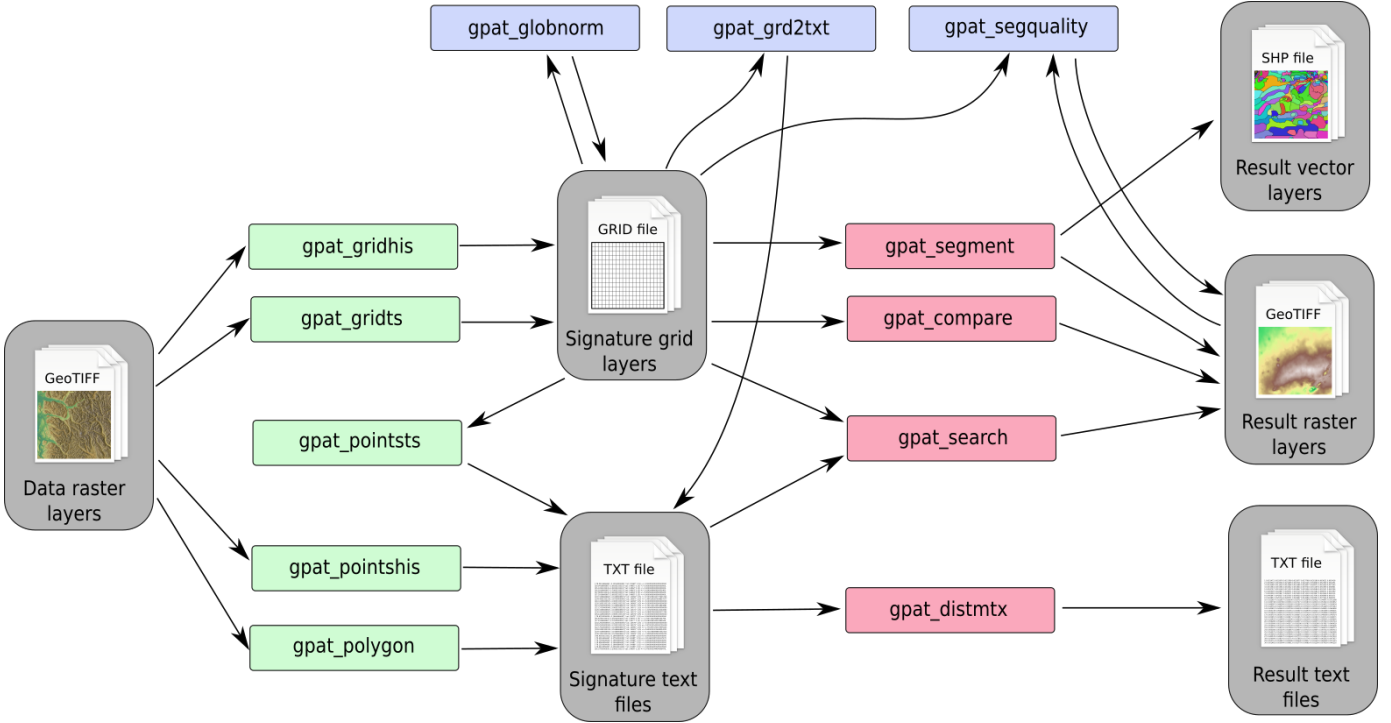 gpat_globnorm
gpat_grd2txt
gpat_segquality
SHP file
Result vector
layers
GRID file
Signature grid
layers
gpat_gridhis
gpat_gridts
gpat_segment
gpat_compare
GeoTIFF
Result raster
layers
GeoTIFF
Data raster
layers
gpat_pointsts
gpat_search
gpat_pointshis
gpat_polygon
TXT file
Signature text
files
gpat_distmtx
TXT file
Result text
files